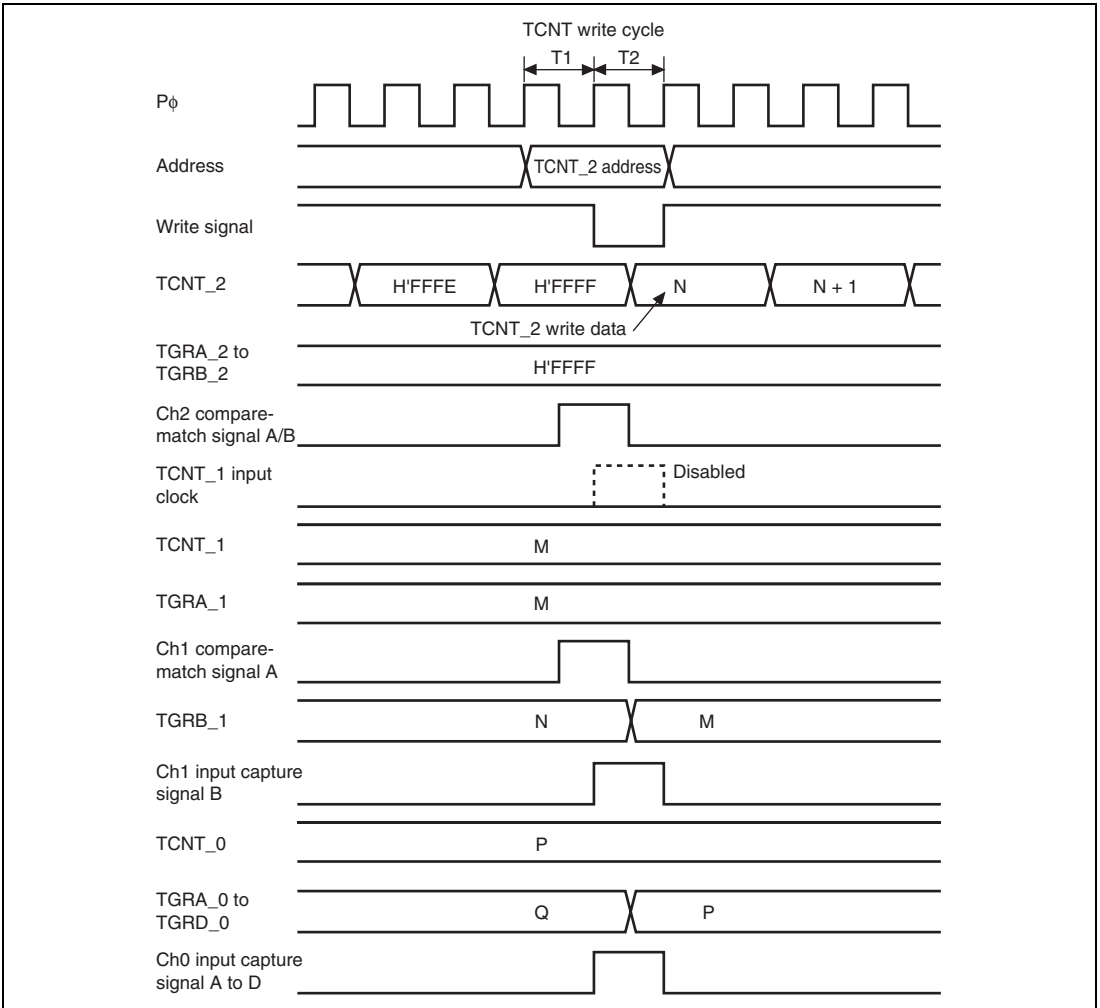 TCNT write cycle
T1 T2
Pϕ
Address
TCNT_2 address
Write signal
TCNT_2
H'FFFE H'FFFF N N + 1
TCNT_2 write data
TGRA_2 to
TGRB_2
H'FFFF
Ch2 compare-
match signal A/B
TCNT_1 input
clock
Disabled
TCNT_1
M
TGRA_1
M
Ch1 compare-
match signal A
TGRB_1
N M
Ch1 input capture
signal B
TCNT_0
P
TGRA_0 to
TGRD_0
Q P
Ch0 input capture
signal A to D